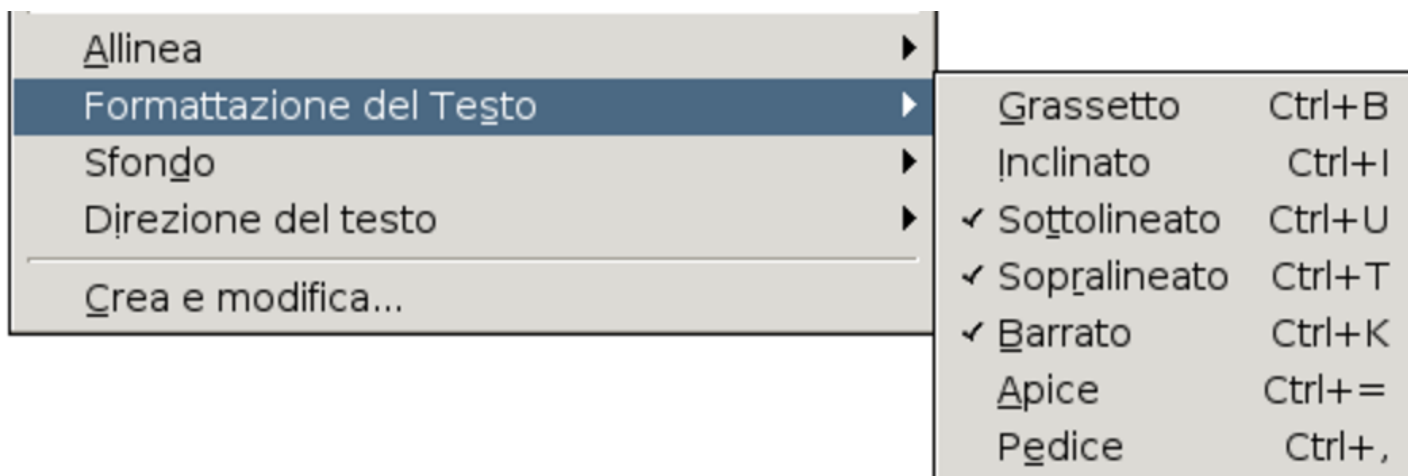 Allinea
Formattazione del Testo
Sfondo
Direzione del testo
Crea e modifica...
Grassetto Ctrl+B
Inclinato Ctrl+I
Sottolineato Ctrl+U
Sopralineato Ctrl+T
Barrato Ctrl+K
Apice Ctrl+=
Pedice Ctrl+,